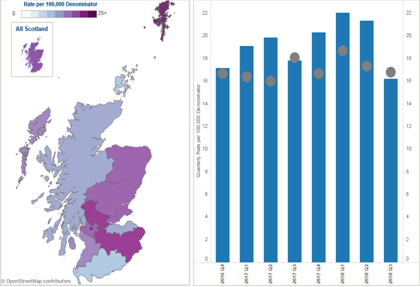 Rate per 100,000 Denominator
0
25+
All Scotland
© OpenStreetMap contributors
Quarterly Rate per 100,000 Denominator
22
20
18
16
14
12
10
8
6
4
2
0
22
20
18
16
14
12
10
8
6
4
2
0
2016 Q4
2017 Q1
2017 Q2
2017 Q3
2017 Q4
2018 Q1
2018 Q2
2018 Q3